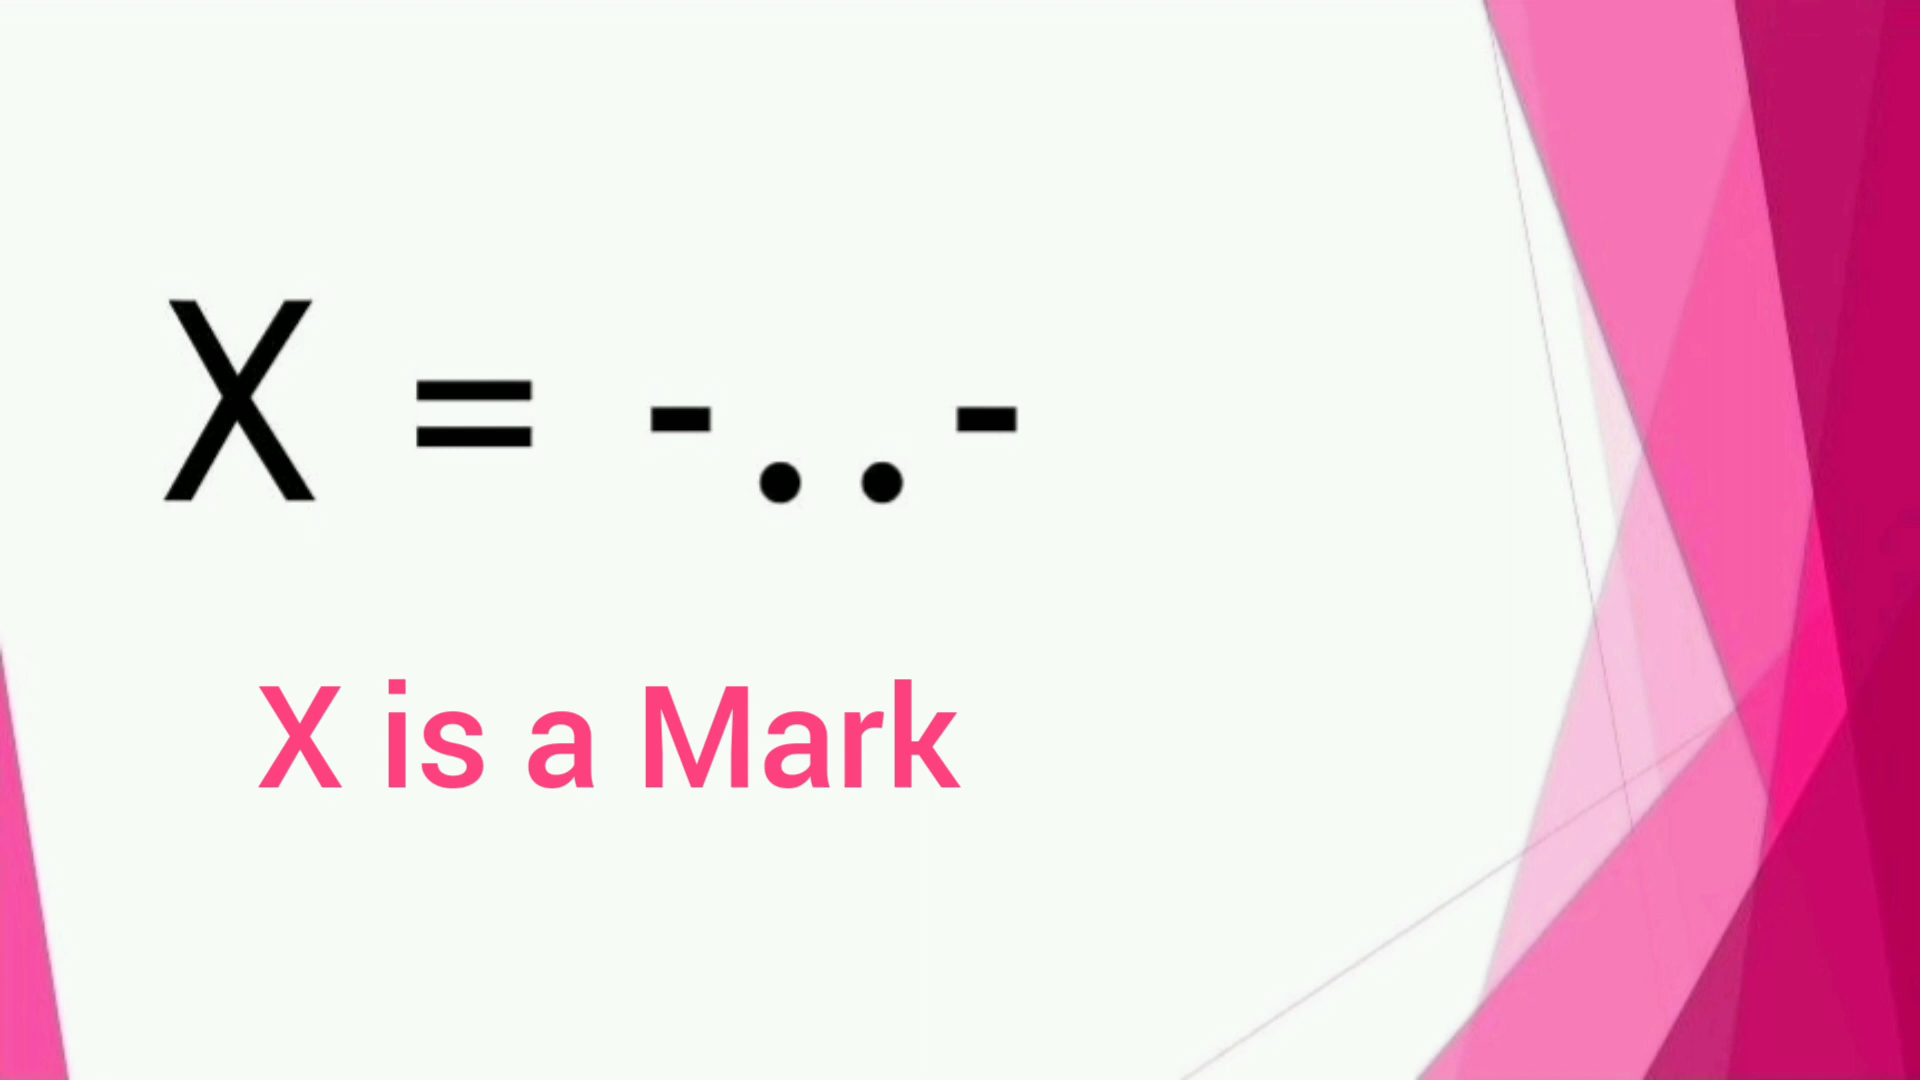 X = -..-
X is a Mark